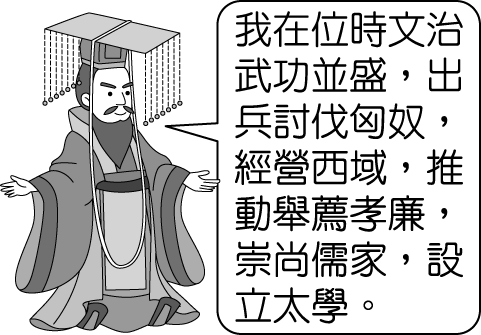 我在位時文治
武功並盛，出
兵討伐匈奴，
經營西域，推
動舉薦孝廉，
崇尚儒家，設
立太學。